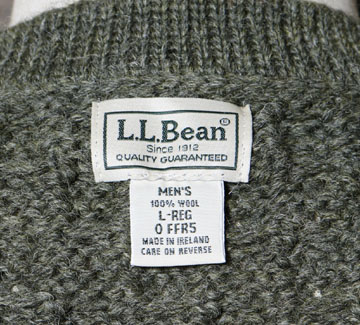 L.L.Bean®
Since 1912
QUALITY GUARANTEED
MEN'S
100% WOOL
L-REG
0 FFR5
MADE IN IRELAND
CARE ON REVERSE